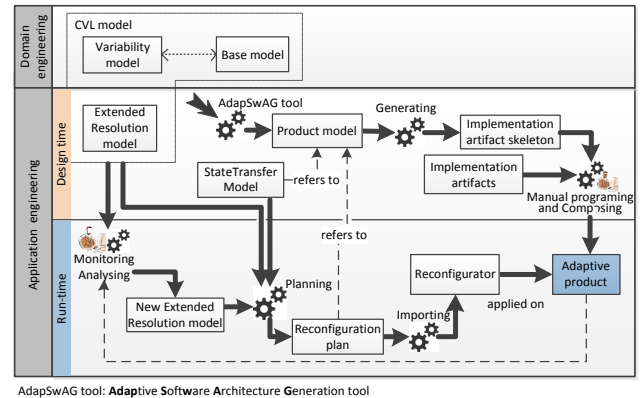 Domain
engineering
CVL model
Variability
model
Base model
Application engineering
Design time
Extended
Resolution
model
AdapSwAG tool
Product model
Generating
Implementation
artifact skeleton
StateTransfer
Model
refers to
Implementation
artifacts
Manual programing
and Composing
Run-time
Monitoring
Analysing
refers to
Planning
Reconfigurator
applied on
Adaptive
product
New Extended
Resolution model
Reconfiguration
plan
Importing
AdapSwAG tool: Adaptive Software Architecture Generation tool